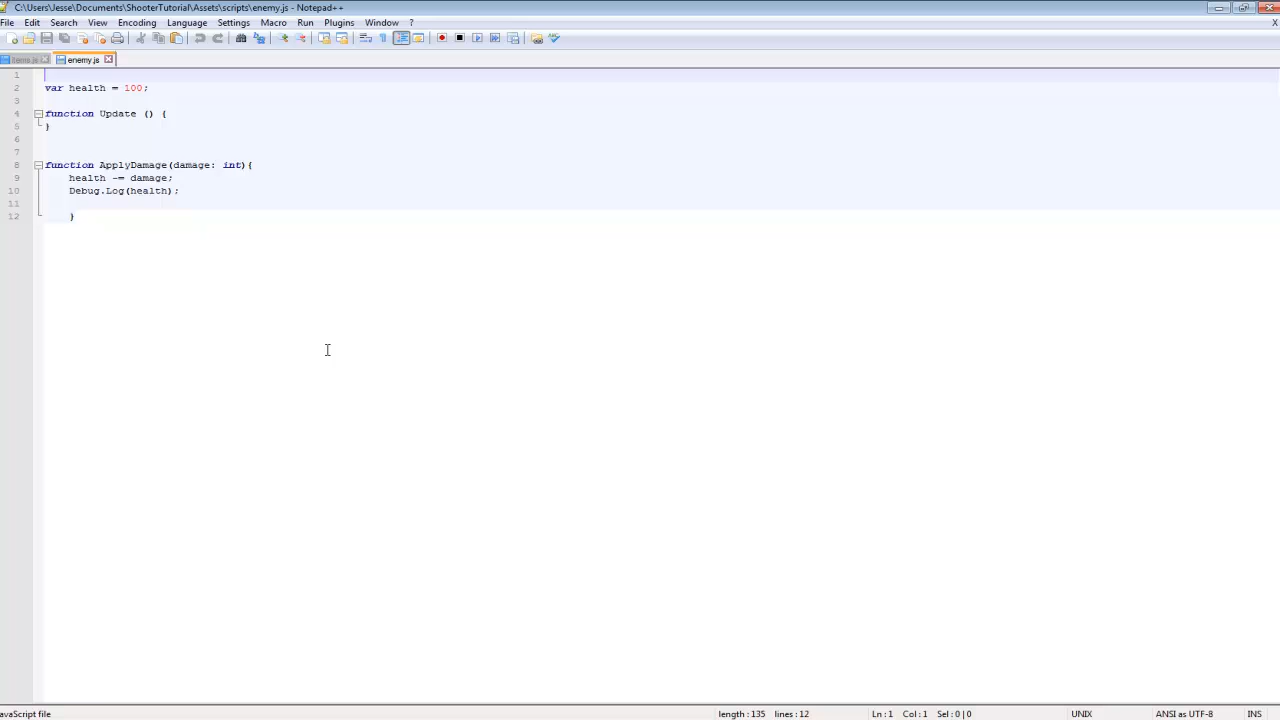 C:\Users\Jesse\Documents\ShooterTutorial\Assets\scripts\enemy.js - Notepad++
File Edit Search View Encoding Language Settings Macro Run Plugins Window ? X
items.js enemy.js
1
2 var health = 100;
3
4 function Update () {
5 }
6
7
8 function ApplyDamage(damage: int){
9 health -= damage;
10 Debug.Log(health);
11
12 }
avaScript file length : 135 lines : 12 Ln : 1 Col : 1 Sel : 0 | 0 UNIX ANSI as UTF-8 INS